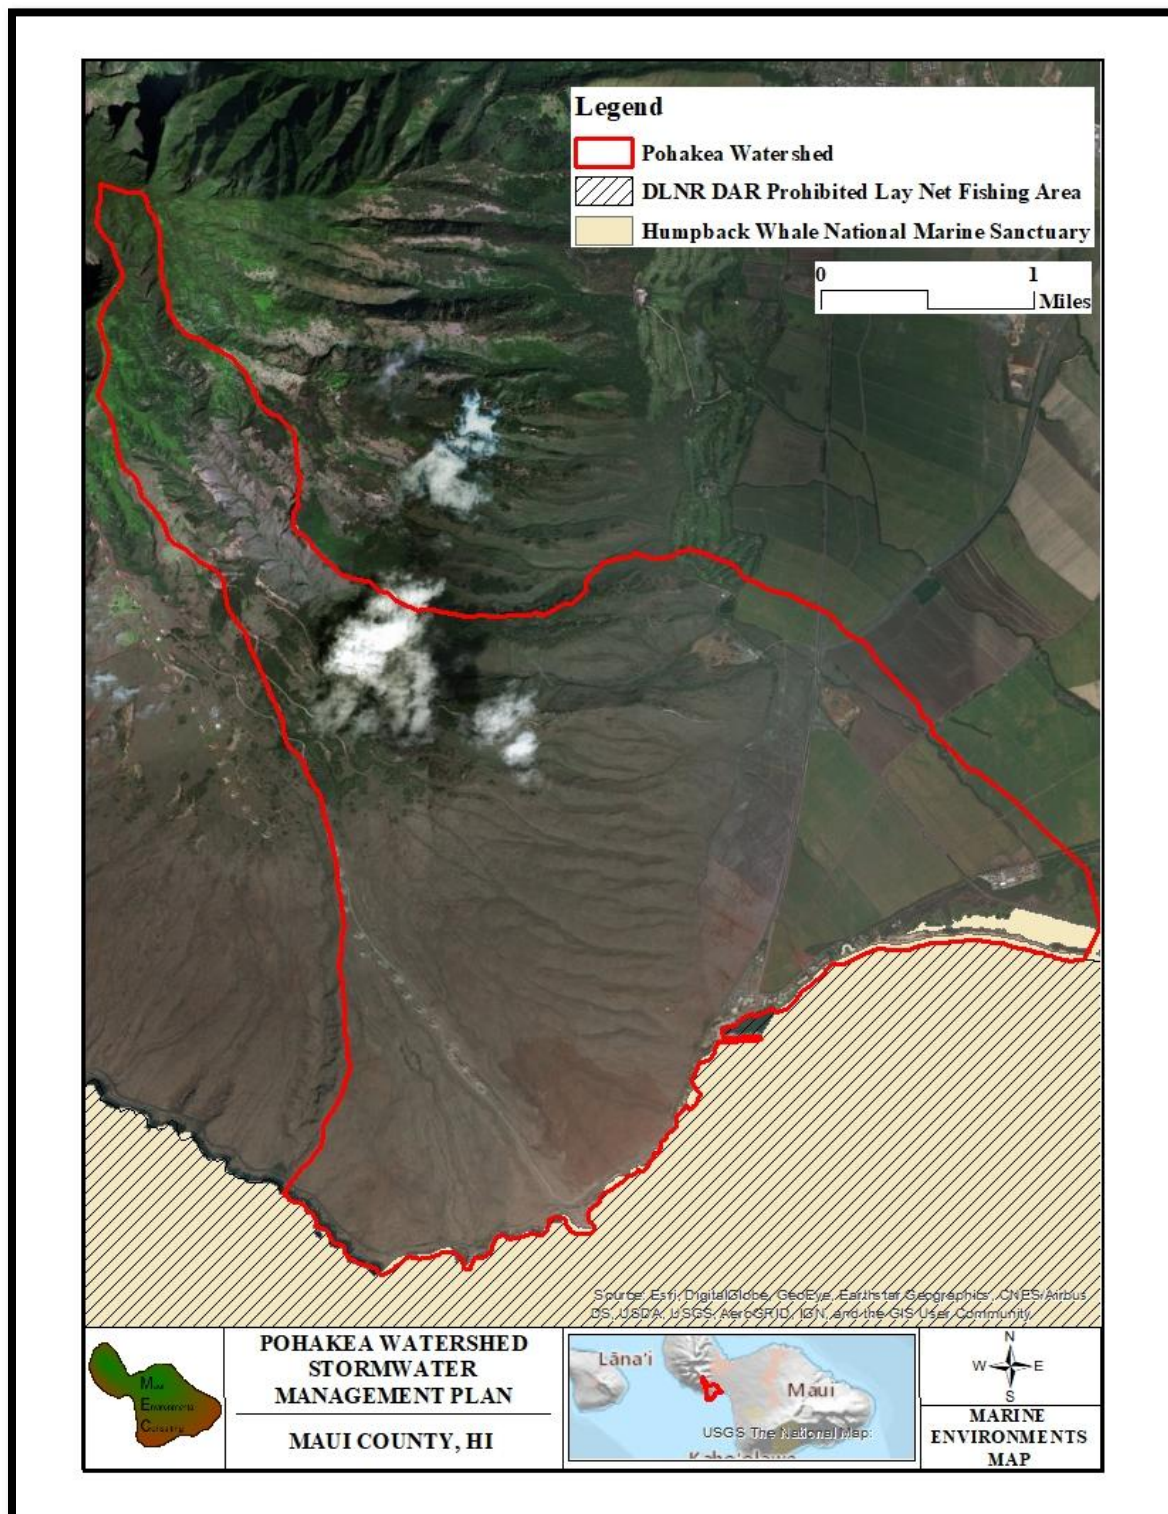 Legend
Pohakea Watershed
DLNR DAR Prohibited Lay Net Fishing Area
Humpback Whale National Marine Sanctuary
0 1
Miles
Source: Esri, DigitalGlobe, GeoEye, Earthstar Geographics, CNES/Airbus
DS, USDA, USGS, AeroGRID, IGN, and the GIS User Community
POHAKEA WATERSHED
STORMWATER
MANAGEMENT PLAN
MAUI COUNTY, HI
Lāna'i
Maui
USGS The National Map:
N
W E
S
MARINE
ENVIRONMENTS
MAP